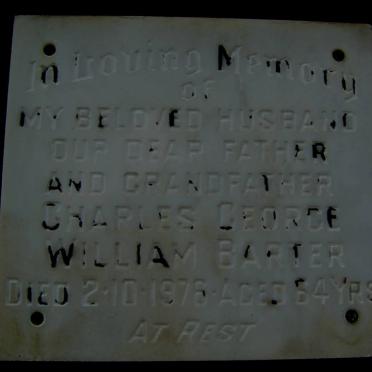 In Loving Memory
of
MY BELOVED HUSBAND
OUR DEAR FATHER
AND GRANDFATHER
CHARLES GEORGE
WILLIAM BARTER
DIED 2-10-1978-AGED 64 YRS
AT REST